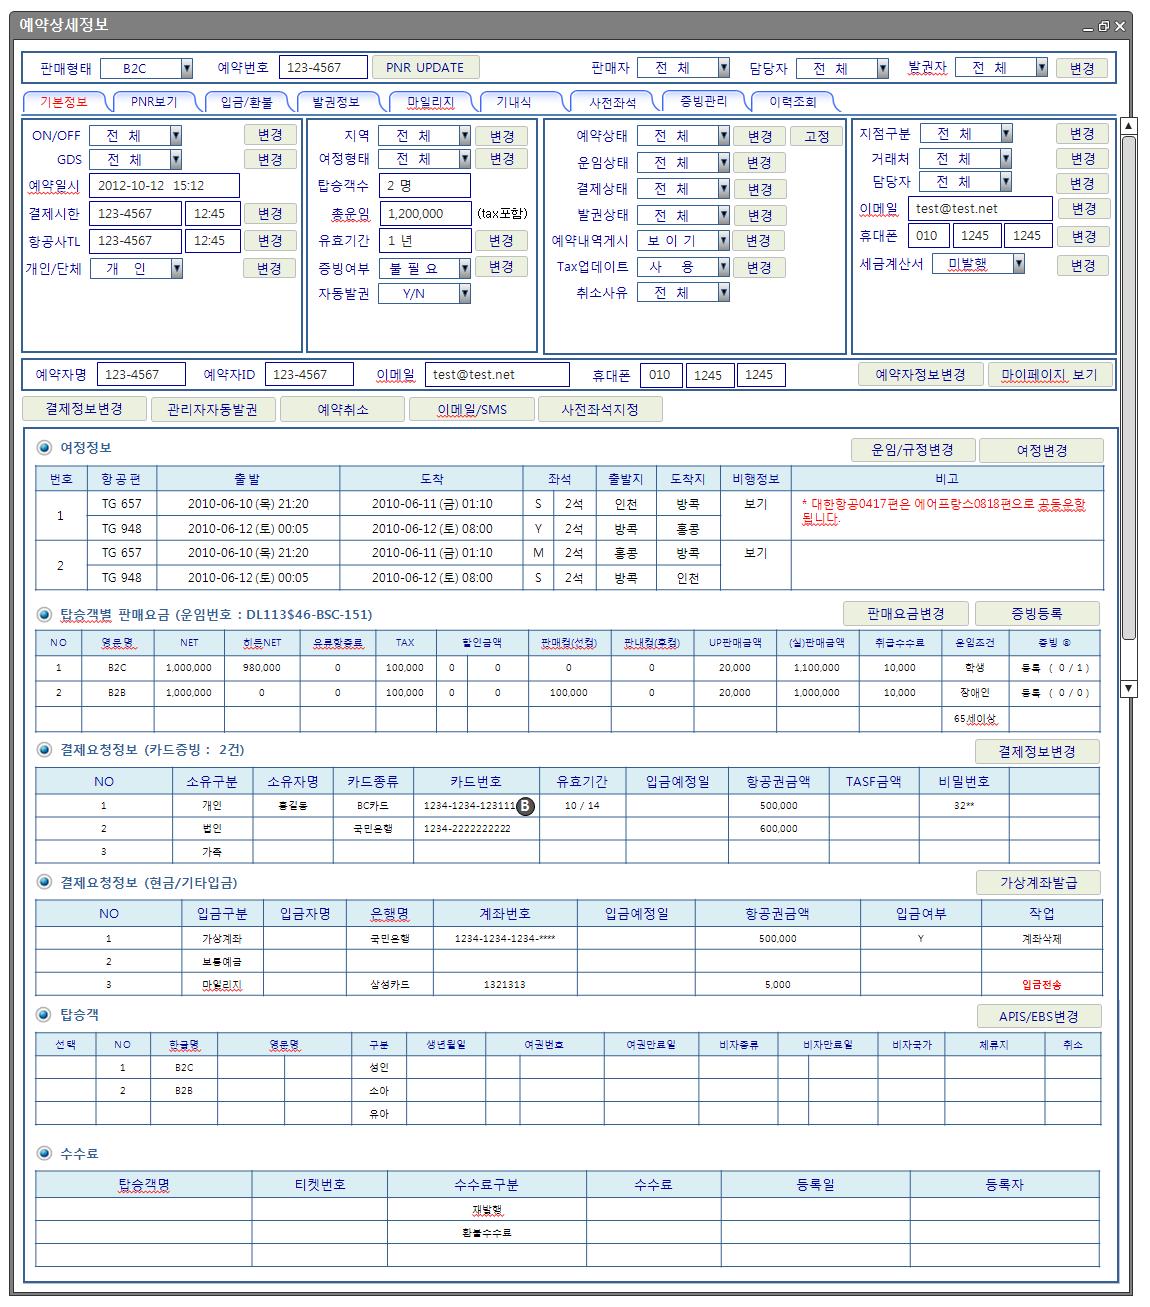 예약상세정보
판매형태 B2C 예약번호 123-4567 PNR UPDATE 판매자 전 체 담당자 전 체 발권자 전 체 변경
기본정보 PNR보기 입금/환불 발권정보 마일리지 기내식 사전좌석 증빙관리 이력조회
ON/OFF 전 체 변경 지역 전 체 변경 예약상태 전 체 변경 고정 지점구분 전 체 변경
GDS 전 체 변경 여정형태 전 체 변경 운임상태 전 체 변경 거래처 전 체 변경
예약일시 2012-10-12 15:12 탑승객수 2 명 결제상태 전 체 변경 담당자 전 체 변경
결제시한 123-4567 12:45 변경 총운임 1,200,000 (tax포함) 발권상태 전 체 변경 이메일 test@test.net 변경
항공사TL 123-4567 12:45 변경 유효기간 1 년 변경 예약내역게시 보 이 기 변경 휴대폰 010 1245 1245 변경
개인/단체 개 인 변경 증빙여부 불 필 요 변경 Tax업데이트 사 용 변경 세금계산서 미발행 변경
자동발권 Y/N 취소사유 전 체
예약자명 123-4567 예약자ID 123-4567 이메일 test@test.net 휴대폰 010 1245 1245 예약자정보변경 마이페이지 보기
결제정보변경 관리자자동발권 예약취소 이메일/SMS 사전좌석지정
여정정보 운임/규정변경 여정변경
번호 항공편 출발 도착 좌석 출발지 도착지 비행정보 비고
1 TG 657 2010-06-10 (목) 21:20 2010-06-11 (금) 01:10 S 2석 인천 방콕 보기 * 대한항공0417편은 에어프랑스0818편으로 공동운항
됩니다.
TG 948 2010-06-12 (토) 00:05 2010-06-12 (토) 08:00 Y 2석 방콕 홍콩
2 TG 657 2010-06-10 (목) 21:20 2010-06-11 (금) 01:10 M 2석 홍콩 방콕 보기
TG 948 2010-06-12 (토) 00:05 2010-06-12 (토) 08:00 S 2석 방콕 인천
탑승객별 판매요금 (운임번호 : DL113$46-BSC-151) 판매요금변경 증빙등록
NO 영문명 NET 히든NET 유류할증료 TAX 할인금액 판매컴(선컴) 판내컴(후컴) UP판매금액 (실)판매금액 취급수수료 운임조건 증빙 ®
1 B2C 1,000,000 980,000 0 100,000 0 0 0 0 20,000 1,100,000 10,000 학생 등록 ( 0 / 1 )
2 B2B 1,000,000 0 0 100,000 0 0 100,000 0 20,000 1,000,000 10,000 장애인 등록 ( 0 / 0 )
65세이상
결제요청정보 (카드증빙 : 2건) 결제정보변경
NO 소유구분 소유자명 카드종류 카드번호 유효기간 입금예정일 항공권금액 TASF금액 비밀번호
1 개인 홍길동 BC카드 1234-1234-123111 B 10 / 14 500,000 32**
2 법인 국민은행 1234-2222222222 600,000
3 가족
결제요청정보 (현금/기타입금) 가상계좌발급
NO 입금구분 입금자명 은행명 계좌번호 입금예정일 항공권금액 입금여부 작업
1 가상계좌 국민은행 1234-1234-1234-**** 500,000 Y 계좌삭제
2 보통예금
3 마일리지 삼성카드 1321313 5,000 입금전송
탑승객 APIS/EBS변경
선택 NO 한글명 영문명 구분 생년월일 여권번호 여권만료일 비자종류 비자만료일 비자국가 체류지 취소
1 B2C 성인
2 B2B 소아
유아
수수료
탑승객명 티켓번호 수수료구분 수수료 등록일 등록자
재발행
환불수수료